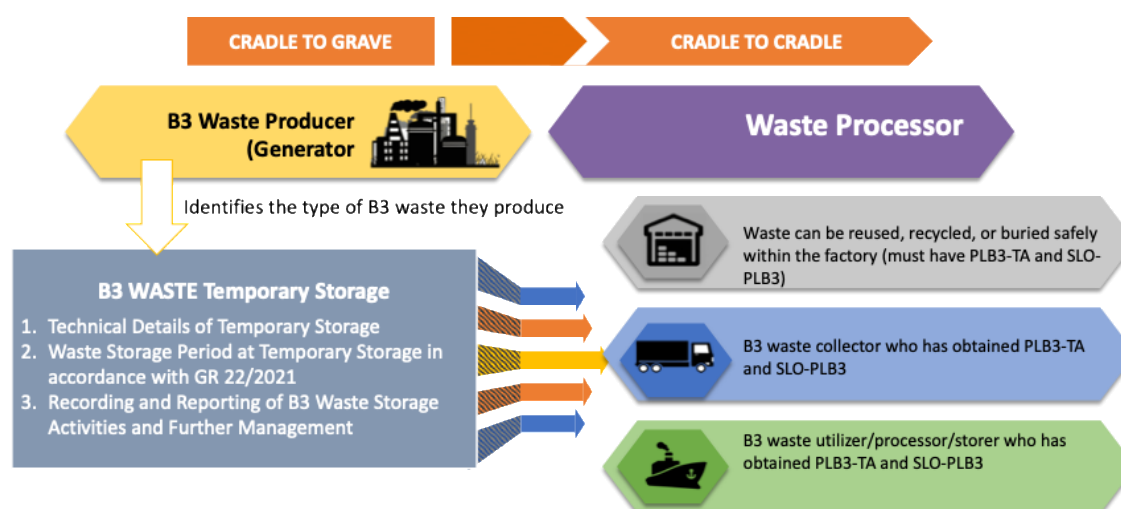 CRADLE TO GRAVE
CRADLE TO CRADLE
B3 Waste Producer
(Generator
Waste Processor
Identifies the type of B3 waste they produce
B3 WASTE Temporary Storage
1. Technical Details of Temporary Storage
2. Waste Storage Period at Temporary Storage in
accordance with GR 22/2021
3. Recording and Reporting of B3 Waste Storage
Activities and Further Management
Waste can be reused, recycled, or buried safely
within the factory (must have PLB3-TA and SLO-
PLB3)
B3 waste collector who has obtained PLB3-TA
and SLO-PLB3
B3 waste utilizer/processor/storer who has
obtained PLB3-TA and SLO-PLB3